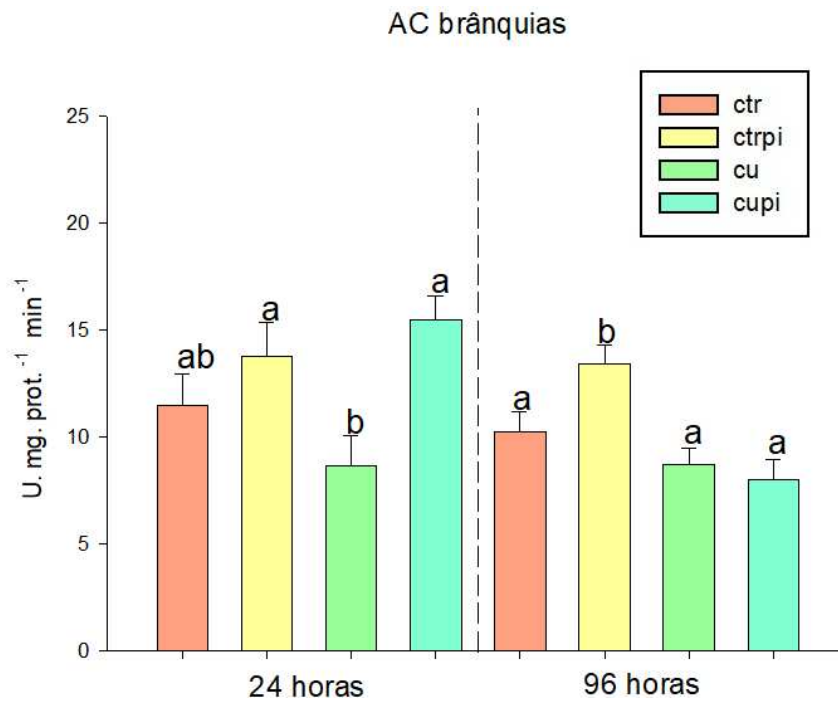 AC brânquias
ctr
ctrpi
cu
cupi
25
20
15
10
5
0
U. mg. prot. -1 min -1
ab
a
b
a
a
b
a
a
24 horas
96 horas